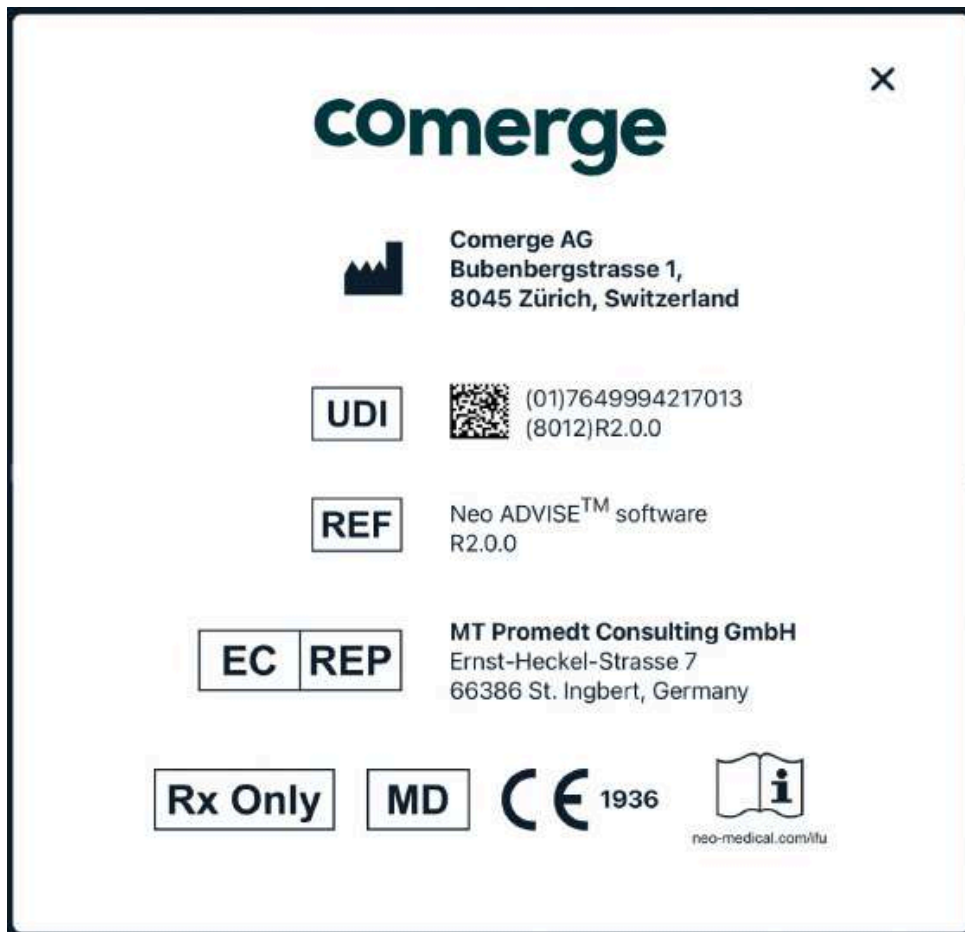 comerge
Comerge AG
Bubenbergstrasse 1,
8045 Zürich, Switzerland
UDI
(01)7649994217013
(8012)R2.0.0
REF
Neo ADVISE™ software
R2.0.0
EC REP
MT Promedt Consulting GmbH
Ernst-Heckel-Strasse 7
66386 St. Ingbert, Germany
Rx Only MD CE 1936 i
neo-medical.com/ifu